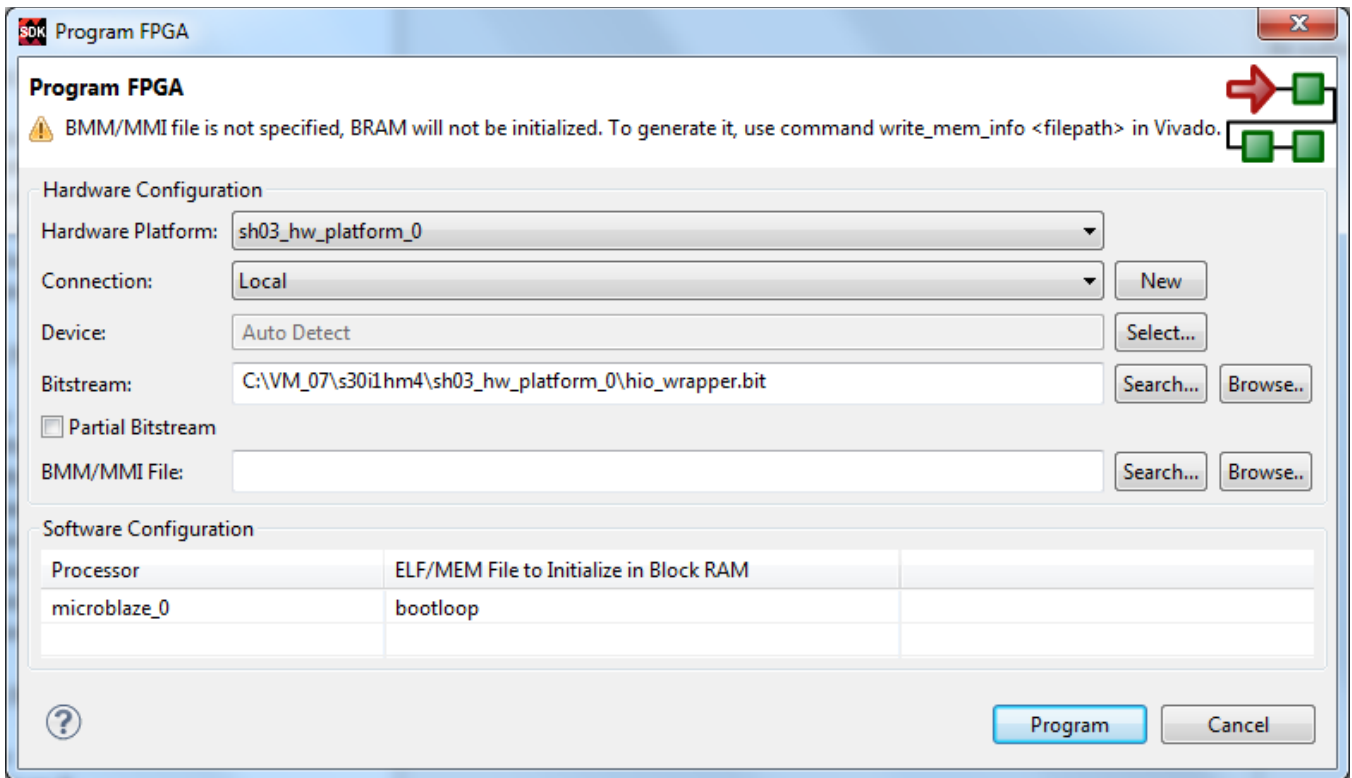 SDK Program FPGA
Program FPGA
BMM/MMI file is not specified, BRAM will not be initialized. To generate it, use command write_mem_info <filepath> in Vivado.
Hardware Configuration
Hardware Platform: sh03_hw_platform_0
Connection: Local New
Device: Auto Detect Select...
Bitstream: C:\VM_07\s30i1hm4\sh03_hw_platform_0\hio_wrapper.bit Search... Browse..
Partial Bitstream
BMM/MMI File: Search... Browse..
Software Configuration
Processor ELF/MEM File to Initialize in Block RAM
microblaze_0 bootloop
? Program Cancel